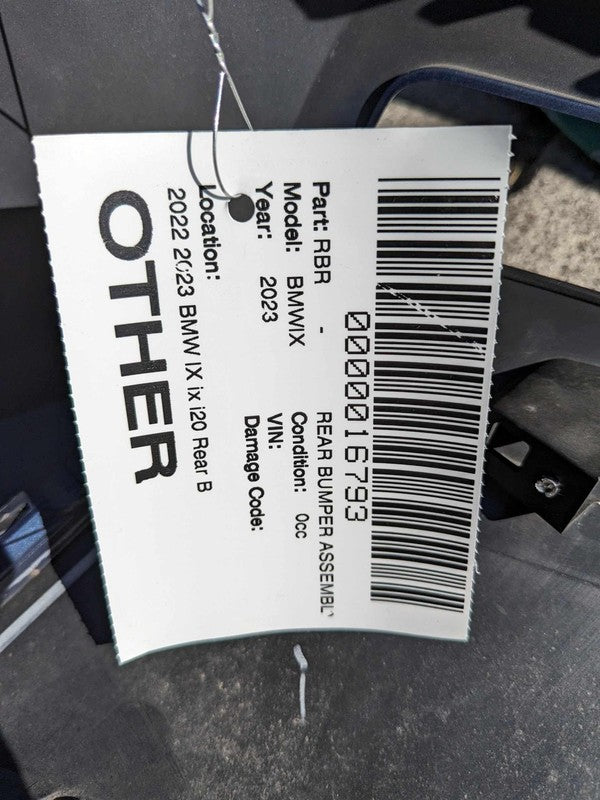 0000016793
Part: RBR - REAR BUMPER ASSEMBLY
Model: BMWIX Condition: 0cc
Year: 2023 VIN:
Damage Code:
Location:
2022 2023 BMW IX ix i20 Rear B
OTHER